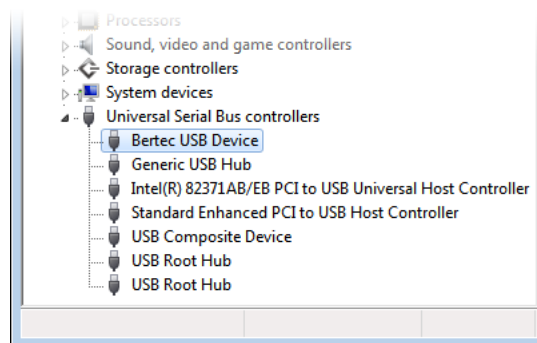 Processors
Sound, video and game controllers
Storage controllers
System devices
Universal Serial Bus controllers
Bertec USB Device
Generic USB Hub
Intel(R) 82371AB/EB PCI to USB Universal Host Controller
Standard Enhanced PCI to USB Host Controller
USB Composite Device
USB Root Hub
USB Root Hub